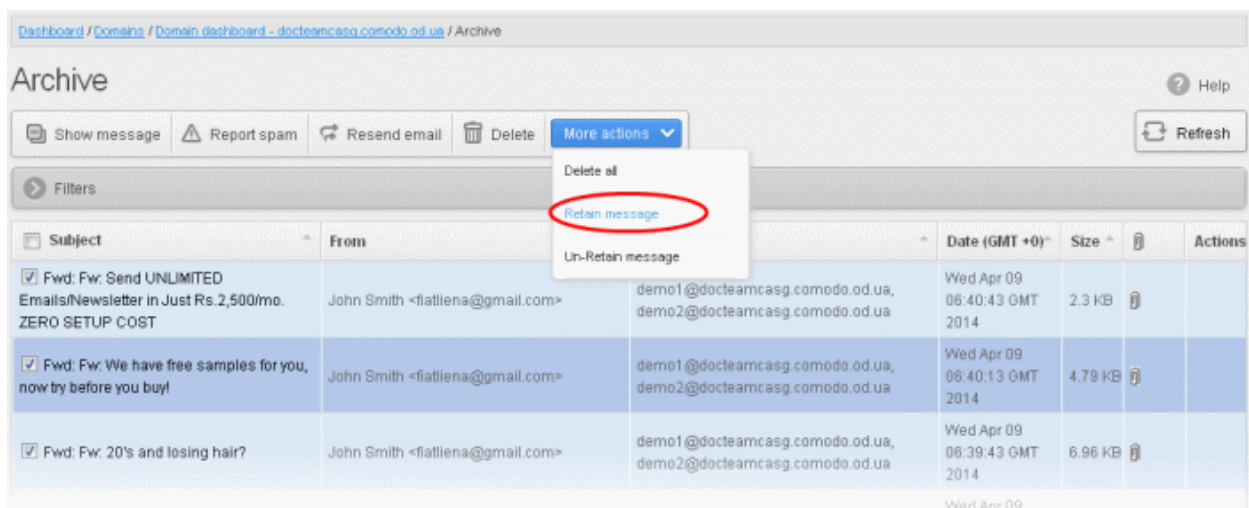 Dashboard / Domains / Domain dashboard - docteamcasg.comodo.od.ua / Archive
Archive
Help
Show message
Report spam
Resend email
Delete
More actions
Refresh
Delete all
Filters
Retain message
Un-Retain message
Subject
From
Date (GMT +0)
Size
Actions
Fwd: Fw: Send UNLIMITED
Emails/Newsletter in Just Rs.2,500/mo.
ZERO SETUP COST
John Smith <fiatliena@gmail.com>
demo1@docteamcasg.comodo.od.ua,
demo2@docteamcasg.comodo.od.ua
Wed Apr 09
06:40:43 GMT
2014
2.3 KB
Fwd: Fw: We have free samples for you,
now try before you buy!
John Smith <fiatliena@gmail.com>
demo1@docteamcasg.comodo.od.ua,
demo2@docteamcasg.comodo.od.ua
Wed Apr 09
06:40:13 GMT
2014
4.79 KB
Fwd: Fw: 20's and losing hair?
John Smith <fiatliena@gmail.com>
demo1@docteamcasg.comodo.od.ua,
demo2@docteamcasg.comodo.od.ua
Wed Apr 09
06:39:43 GMT
2014
6.96 KB
Wed Apr 09